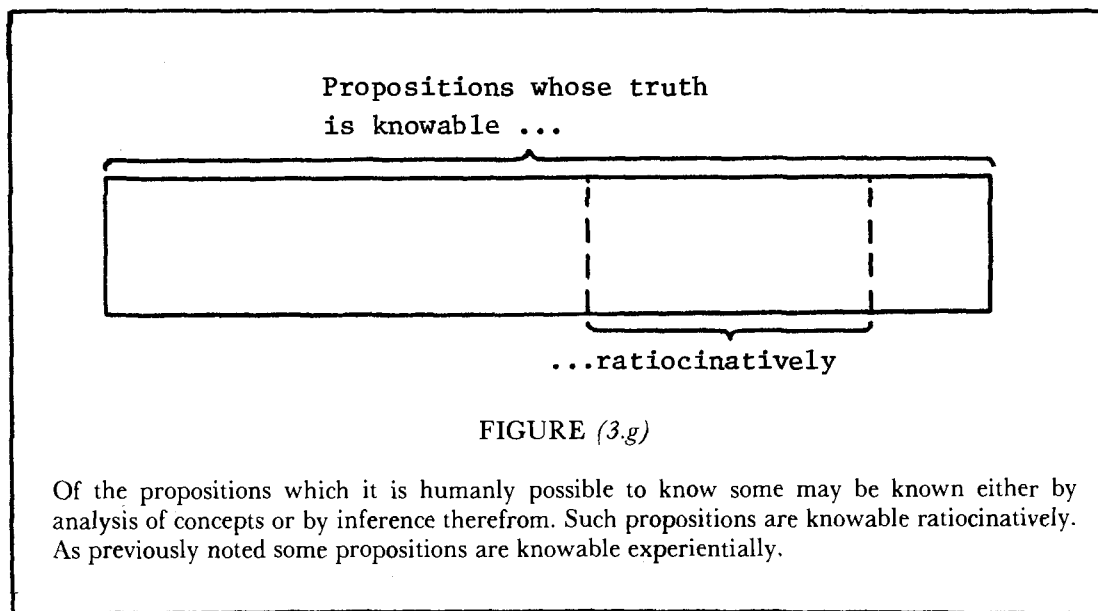 Propositions whose truth
is knowable ...
...ratiocinatively
FIGURE (3.g)
Of the propositions which it is humanly possible to know some may be known either by
analysis of concepts or by inference therefrom. Such propositions are knowable ratiocinatively.
As previously noted some propositions are knowable experientially.